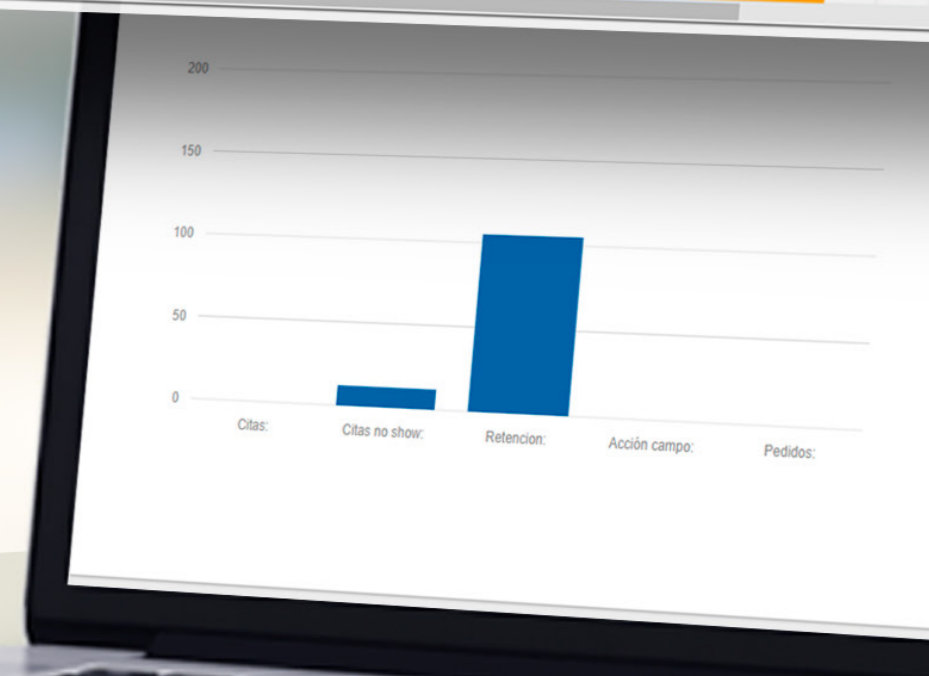 200
150
100
50
0
Citas:
Citas no show:
Retencion:
Acción campo:
Pedidos: